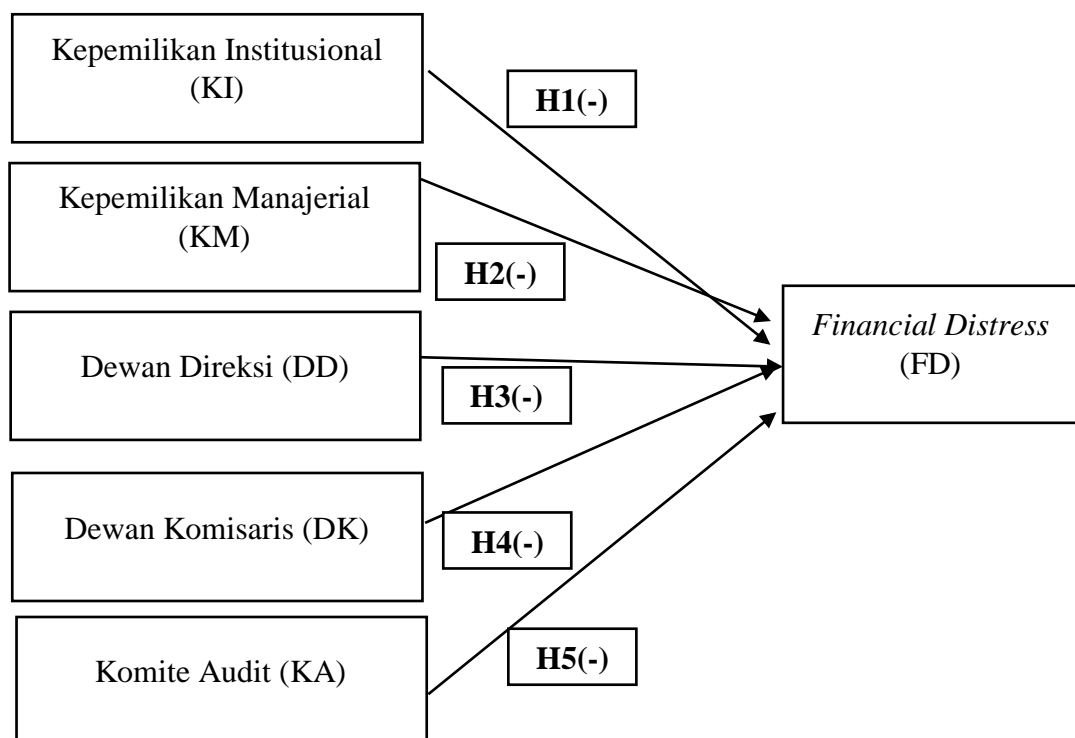 Kepemilikan Institusional
(KI)
H1(-)
Kepemilikan Manajerial
(KM)
H2(-)
Dewan Direksi (DD)
H3(-)
Dewan Komisaris (DK)
H4(-)
Komite Audit (KA)
H5(-)
Financial Distress
(FD)